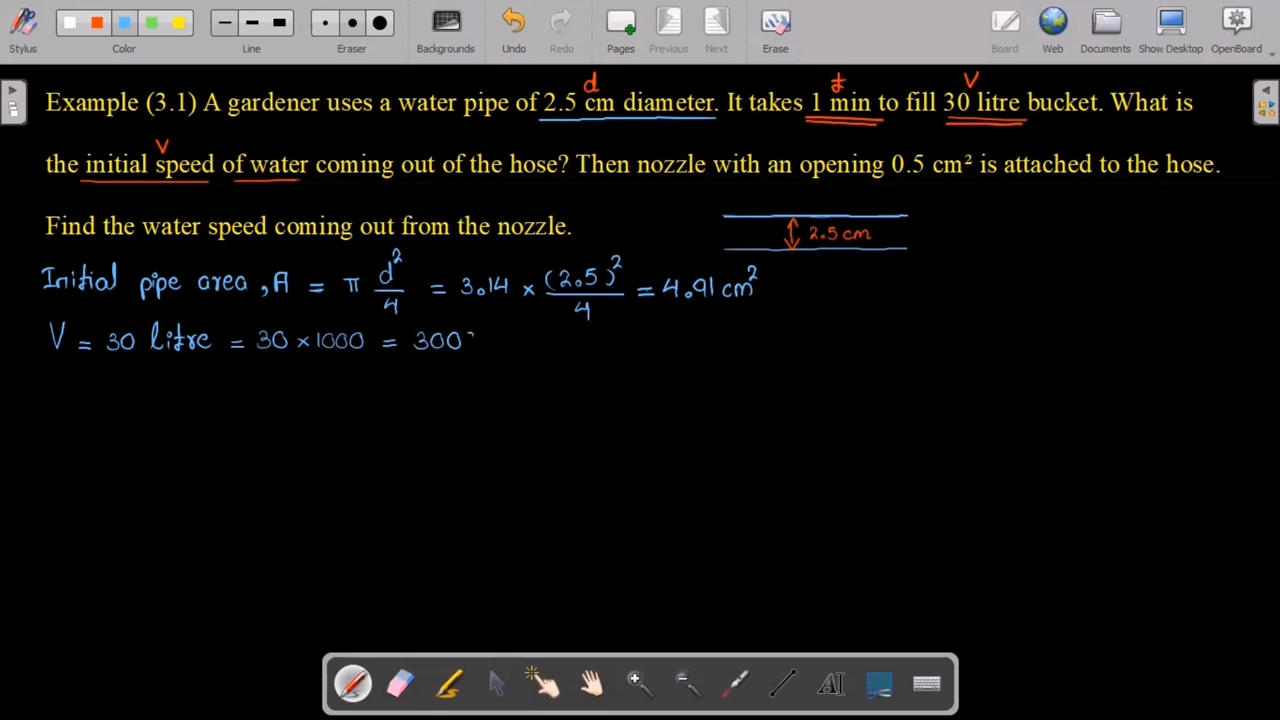 Stylus Color Line Eraser Backgrounds Undo Redo Pages Previous Next Erase Board Web Documents Show Desktop OpenBoard
d t V
Example (3.1) A gardener uses a water pipe of 2.5 cm diameter. It takes 1 min to fill 30 litre bucket. What is
v
the initial speed of water coming out of the hose? Then nozzle with an opening 0.5 cm² is attached to the hose.
Find the water speed coming out from the nozzle.
2.5 cm
Initial pipe area, A = π d²/4 = 3.14 × (2.5)²/4 = 4.91 cm²
V = 30 litre = 30 × 1000 = 300